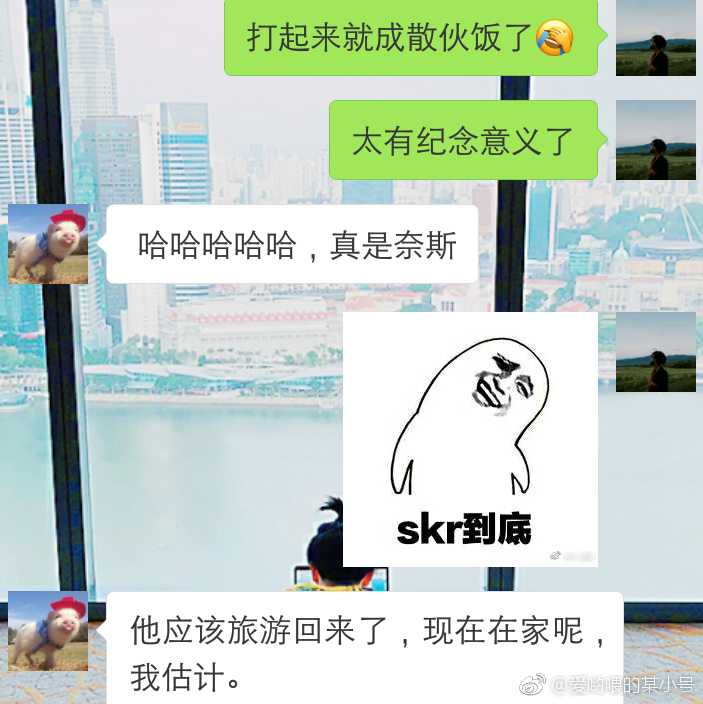 打起来就成散伙饭了🤣
太有纪念意义了
哈哈哈哈哈，真是奈斯
skr到底
他应该旅游回来了，现在在家呢，
我估计。
@爱哟喂的某小号